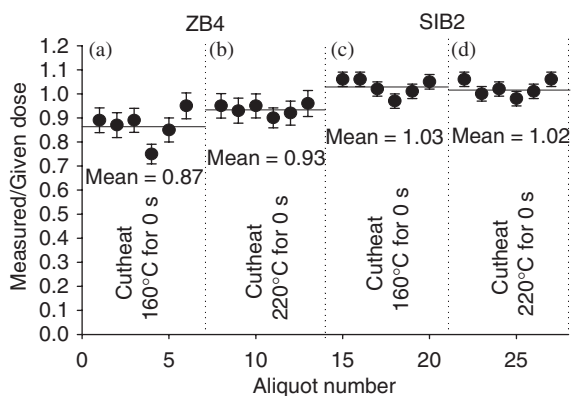 ZB4
SIB2
(a)
(b)
(c)
(d)
Measured/Given dose
1.2
1.1
1.0
0.9
0.8
0.7
0.6
0.5
0.4
0.3
0.2
0.1
0.0
Mean = 0.87
Mean = 0.93
Mean = 1.03
Mean = 1.02
Cutheat
160°C for 0 s
Cutheat
220°C for 0 s
Cutheat
160°C for 0 s
Cutheat
220°C for 0 s
0
5
10
15
20
25
Aliquot number